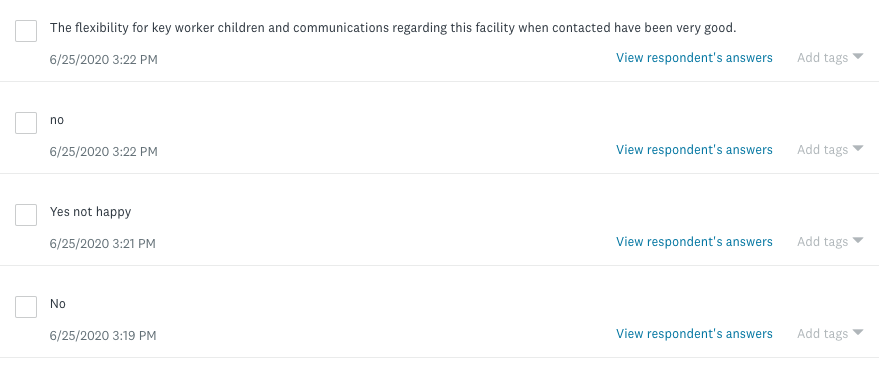 The flexibility for key worker children and communications regarding this facility when contacted have been very good.
6/25/2020 3:22 PM View respondent's answers Add tags
no
6/25/2020 3:22 PM View respondent's answers Add tags
Yes not happy
6/25/2020 3:21 PM View respondent's answers Add tags
No
6/25/2020 3:19 PM View respondent's answers Add tags